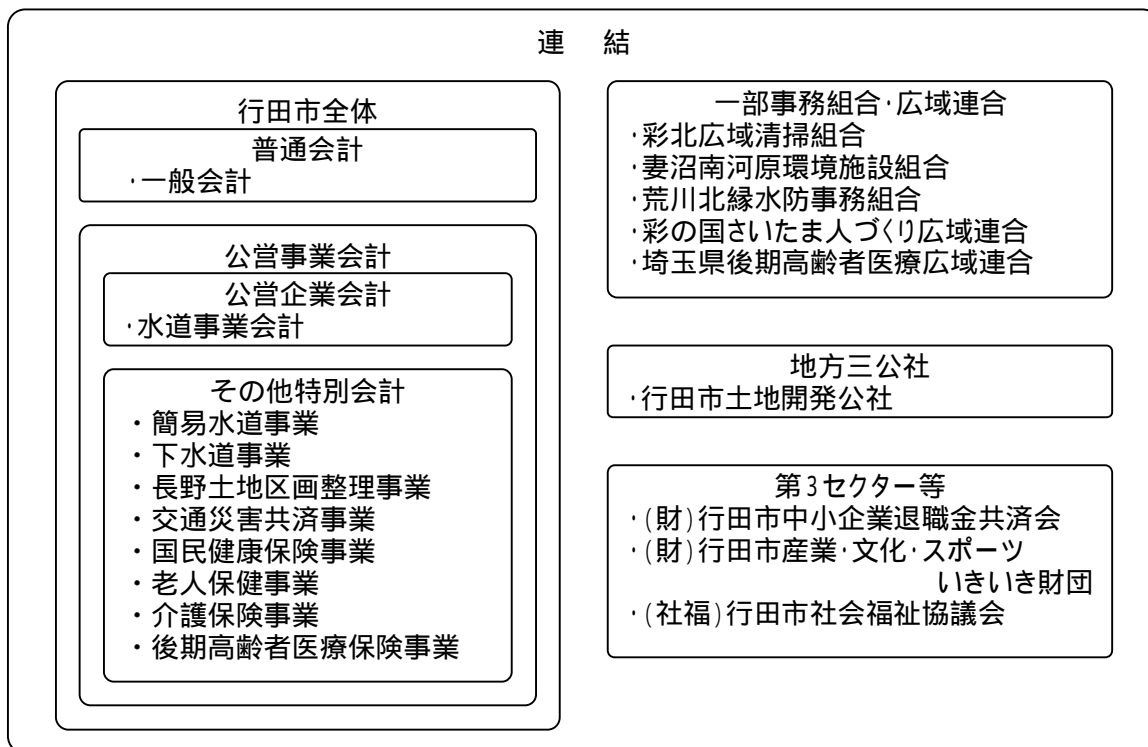 連　結
行田市全体
普通会計
・一般会計
公営事業会計
公営企業会計
・水道事業会計
その他特別会計
・簡易水道事業
・下水道事業
・長野土地区画整理事業
・交通災害共済事業
・国民健康保険事業
・老人保健事業
・介護保険事業
・後期高齢者医療保険事業
一部事務組合・広域連合
・彩北広域清掃組合
・妻沼南河原環境施設組合
・荒川北縁水防事務組合
・彩の国さいたま人づくり広域連合
・埼玉県後期高齢者医療広域連合
地方三公社
・行田市土地開発公社
第3セクター等
・(財)行田市中小企業退職金共済会
・(財)行田市産業・文化・スポーツ
いきいき財団
・(社福)行田市社会福祉協議会